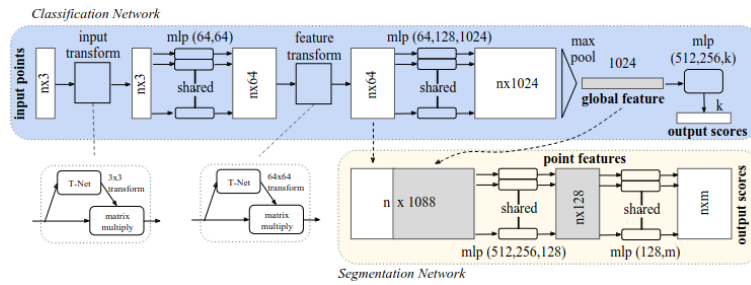 Classification Network
input points
nx3
input
transform
nx3
mlp (64,64)
shared
nx64
feature
transform
nx64
mlp (64,128,1024)
shared
nx1024
max
pool
1024
global feature
mlp
(512,256,k)
k
output scores
T-Net
3x3
transform
matrix
multiply
T-Net
64x64
transform
matrix
multiply
point features
n x 1088
shared
mlp (512,256,128)
nx128
shared
mlp (128,m)
nxm
output scores
Segmentation Network